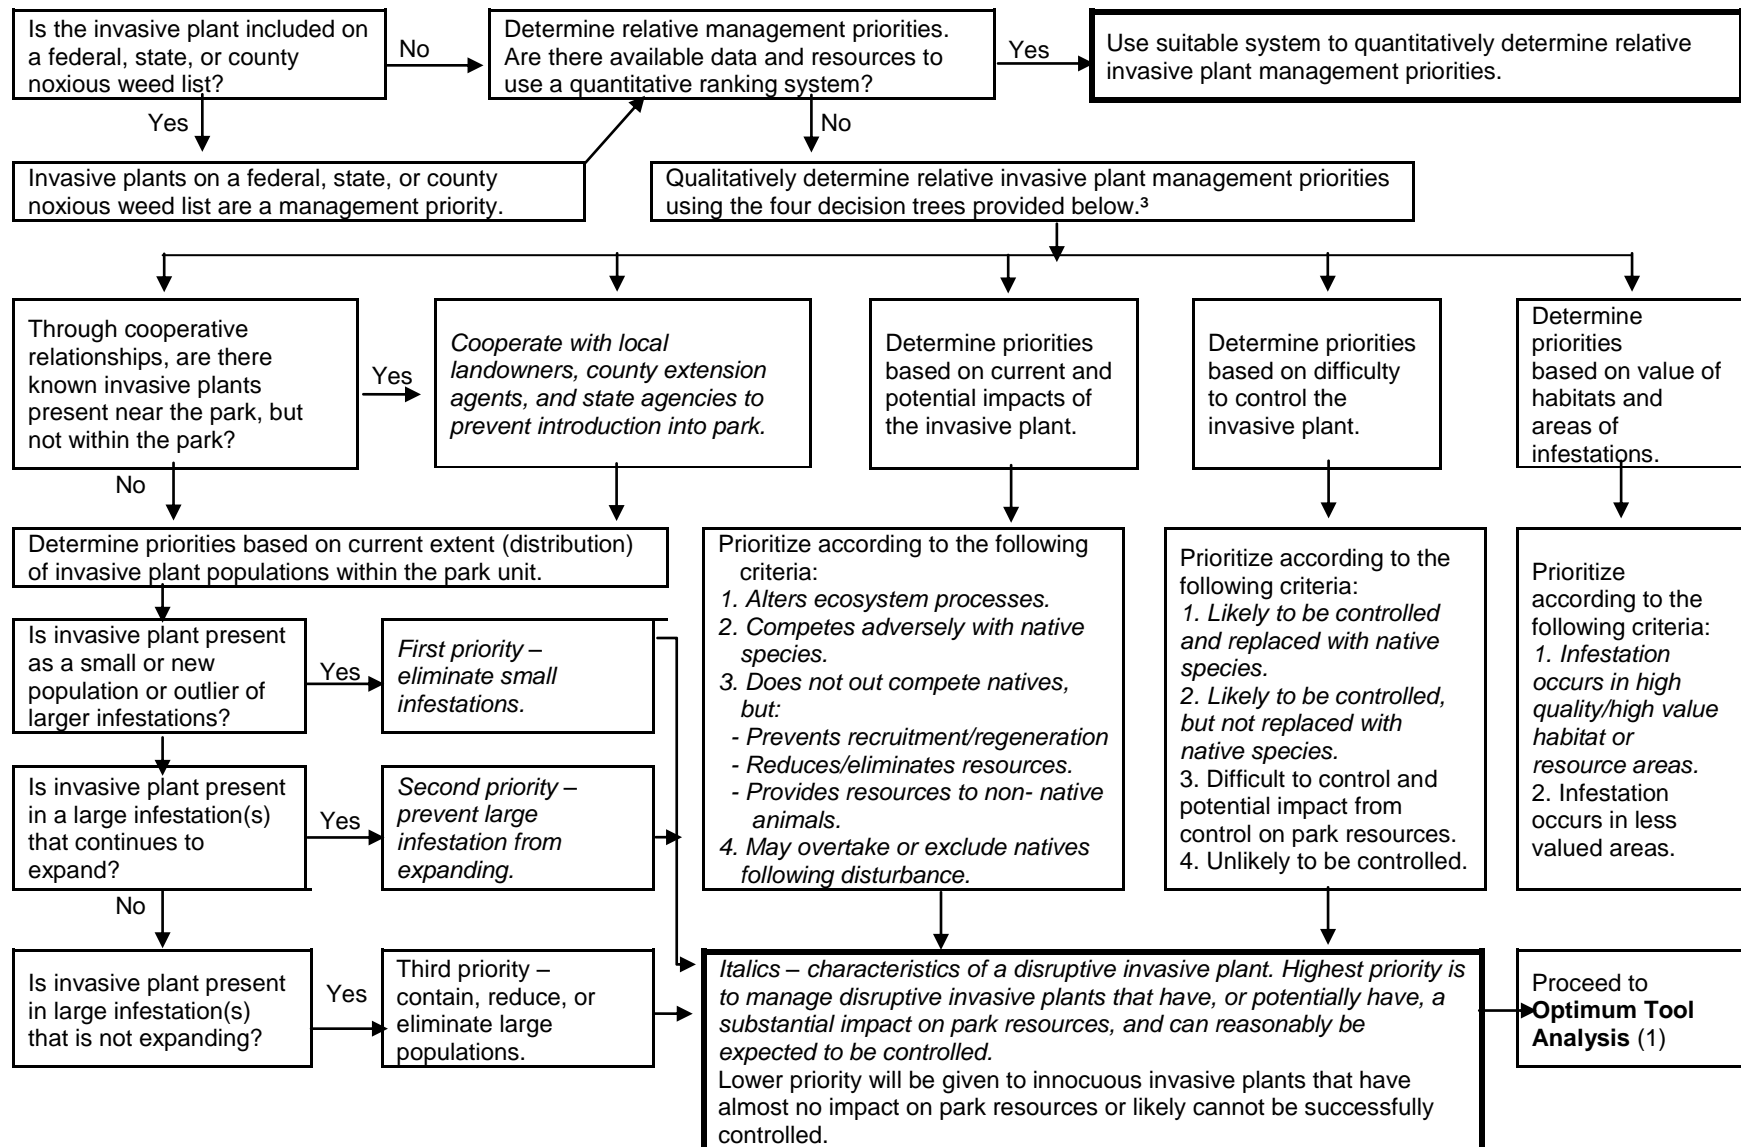 Is the invasive plant included on
a federal, state, or county
noxious weed list?
No
Determine relative management priorities.
Are there available data and resources to
use a quantitative ranking system?
Yes
Use suitable system to quantitatively determine relative
invasive plant management priorities.
Yes
No
Invasive plants on a federal, state, or county
noxious weed list are a management priority.
Qualitatively determine relative invasive plant management priorities
using the four decision trees provided below.³
Through cooperative
relationships, are there
known invasive plants
present near the park, but
not within the park?
Yes
Cooperate with local
landowners, county extension
agents, and state agencies to
prevent introduction into park.
Determine priorities
based on current and
potential impacts of
the invasive plant.
Determine priorities
based on difficulty
to control the
invasive plant.
Determine
priorities
based on value of
habitats and
areas of
infestations.
No
Determine priorities based on current extent (distribution)
of invasive plant populations within the park unit.
Is invasive plant present
as a small or new
population or outlier of
larger infestations?
Yes
First priority –
eliminate small
infestations.
Is invasive plant present
in a large infestation(s)
that continues to
expand?
Yes
Second priority –
prevent large
infestation from
expanding.
No
Is invasive plant present
in large infestation(s)
that is not expanding?
Yes
Third priority –
contain, reduce, or
eliminate large
populations.
Prioritize according to the following
criteria:
1. Alters ecosystem processes.
2. Competes adversely with native
species.
3. Does not out compete natives,
but:
- Prevents recruitment/regeneration
- Reduces/eliminates resources.
- Provides resources to non- native
animals.
4. May overtake or exclude natives
following disturbance.
Prioritize according to the
following criteria:
1. Likely to be controlled
and replaced with native
species.
2. Likely to be controlled,
but not replaced with
native species.
3. Difficult to control and
potential impact from
control on park resources.
4. Unlikely to be controlled.
Prioritize
according to the
following criteria:
1. Infestation
occurs in high
quality/high value
habitat or
resource areas.
2. Infestation
occurs in less
valued areas.
Italics – characteristics of a disruptive invasive plant. Highest priority is
to manage disruptive invasive plants that have, or potentially have, a
substantial impact on park resources, and can reasonably be
expected to be controlled.
Lower priority will be given to innocuous invasive plants that have
almost no impact on park resources or likely cannot be successfully
controlled.
Proceed to
Optimum Tool
Analysis (1)